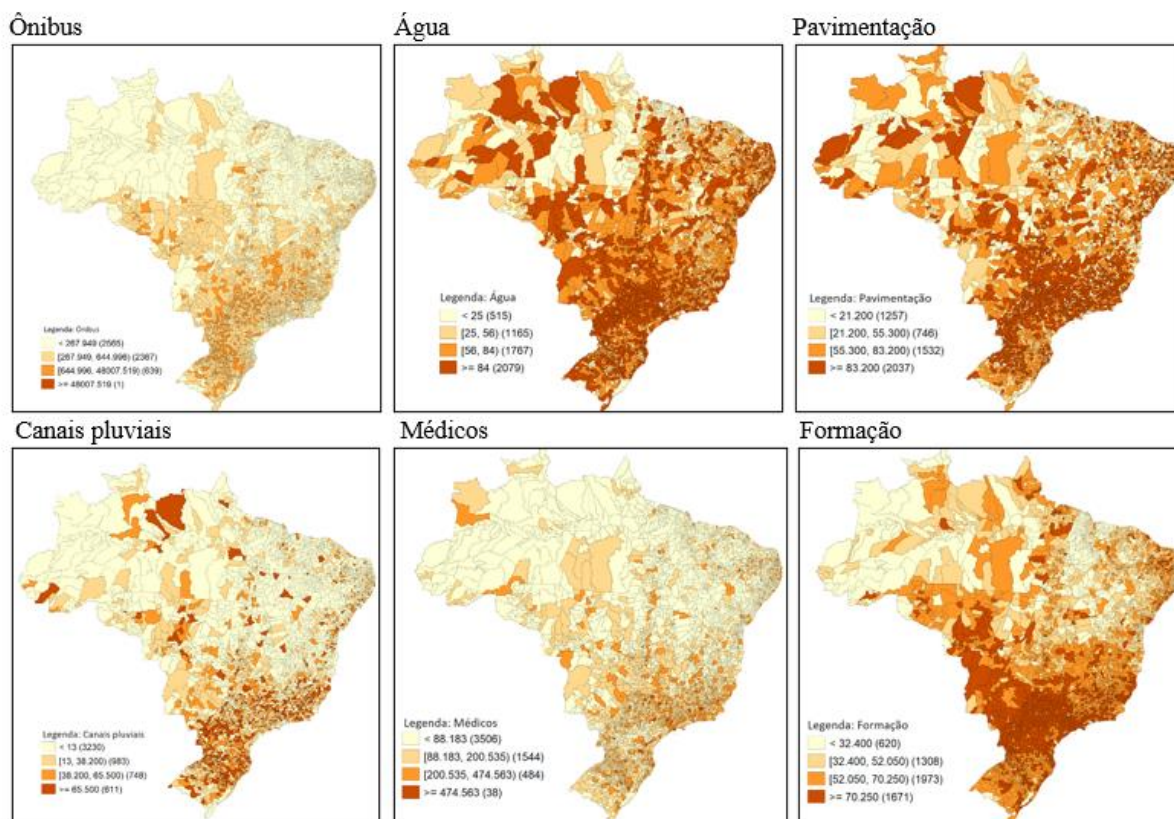 Ônibus
Água
Pavimentação
Legenda: Ônibus
< 267.949 (2565)
[267.949, 644.996) (2367)
[644.996, 48007.519) (639)
>= 48007.519 (1)
Legenda: Água
< 25 (515)
[25, 56) (1165)
[56, 84) (1767)
>= 84 (2079)
Legenda: Pavimentação
< 21.200 (1257)
[21.200, 55.300) (746)
[55.300, 83.200) (1532)
>= 83.200 (2037)
Canais pluviais
Médicos
Formação
Legenda: Canais pluviais
< 13 (3230)
[13, 38.200) (983)
[38.200, 65.500) (748)
>= 65.500 (611)
Legenda: Médicos
< 88.183 (3506)
[88.183, 200.535) (1544)
[200.535, 474.563) (484)
>= 474.563 (38)
Legenda: Formação
< 32.400 (620)
[32.400, 52.050) (1308)
[52.050, 70.250) (1973)
>= 70.250 (1671)